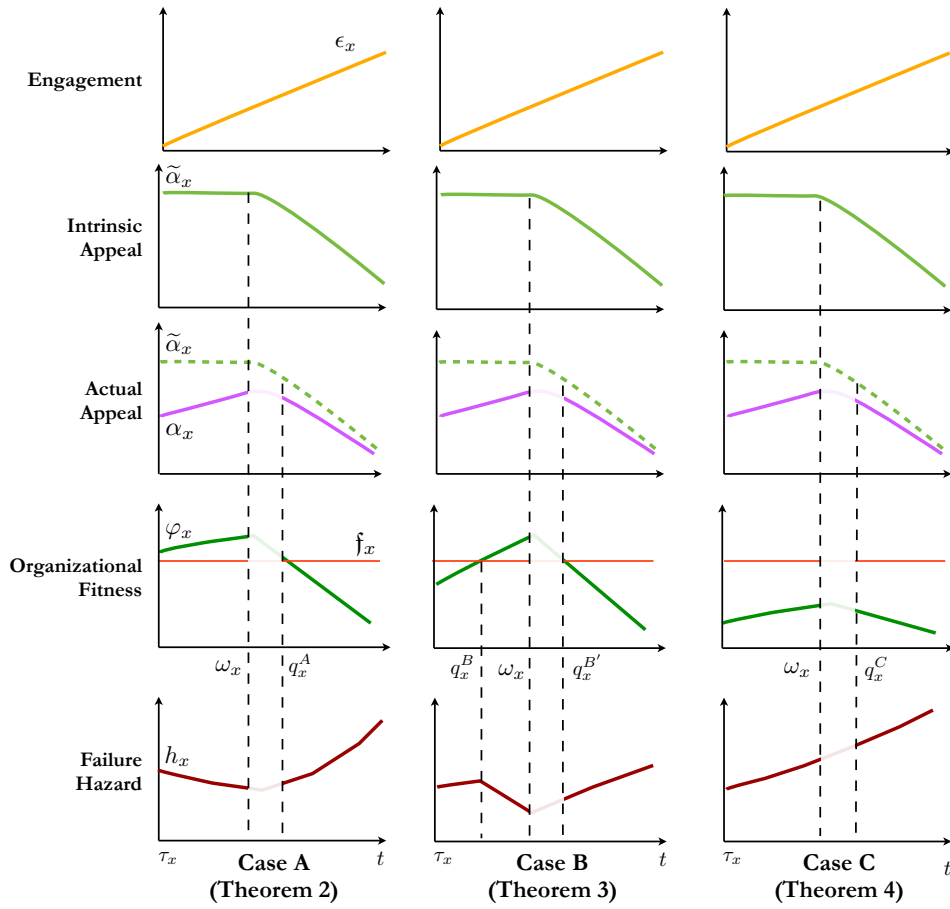 Engagement
ϵ_x
Intrinsic
Appeal
α̃_x
Actual
Appeal
α̃_x
α_x
Organizational
Fitness
φ_x
𝔣_x
ω_x
q_x^A
q_x^B
ω_x
q_x^{B'}
ω_x
q_x^C
Failure
Hazard
h_x
τ_x
t
τ_x
t
τ_x
t
Case A
(Theorem 2)
Case B
(Theorem 3)
Case C
(Theorem 4)